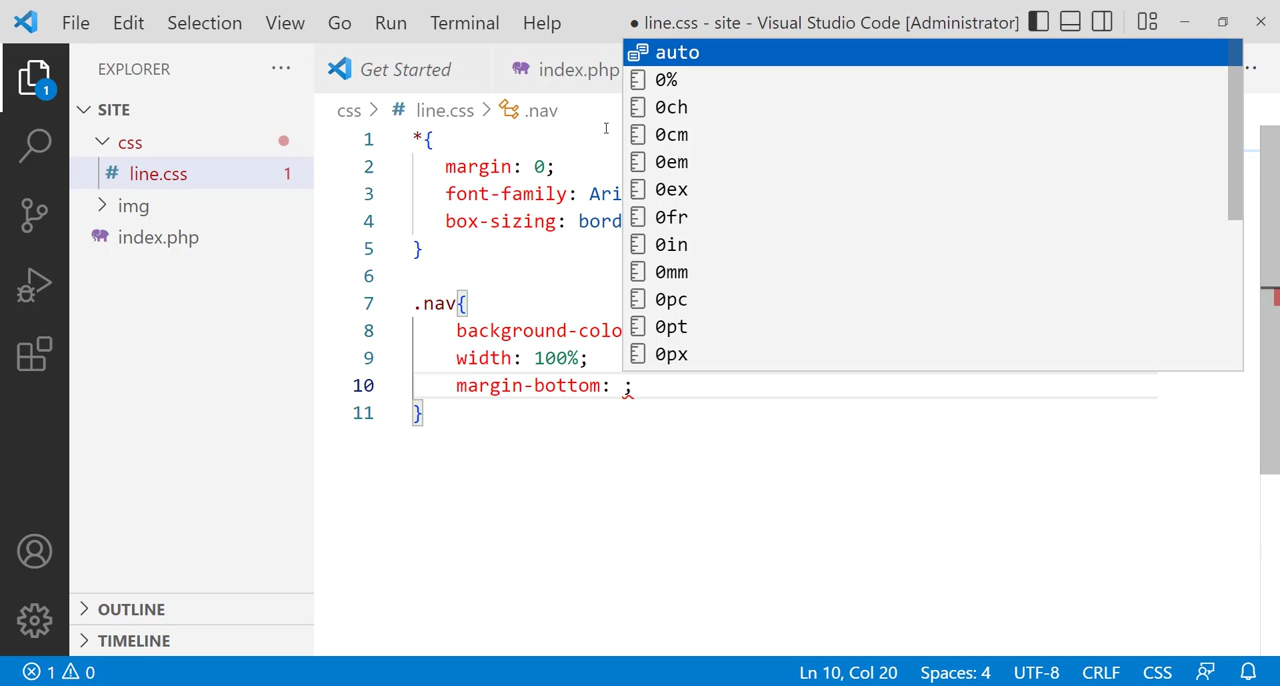 File Edit Selection View Go Run Terminal Help ● line.css - site - Visual Studio Code [Administrator]
EXPLORER ···
1
SITE
css
# line.css 1
img
index.php
OUTLINE
TIMELINE
Get Started index.php
css > # line.css > .nav
1 *{
2 margin: 0;
3 font-family: Ari
4 box-sizing: bord
5 }
6
7 .nav{
8 background-colo
9 width: 100%;
10 margin-bottom: ;
11 }
auto
0%
0ch
0cm
0em
0ex
0fr
0in
0mm
0pc
0pt
0px
1 0 Ln 10, Col 20 Spaces: 4 UTF-8 CRLF CSS